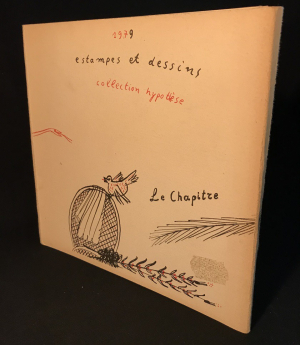 1979
estampes et dessins
collection hypothèse
Le Chapitre